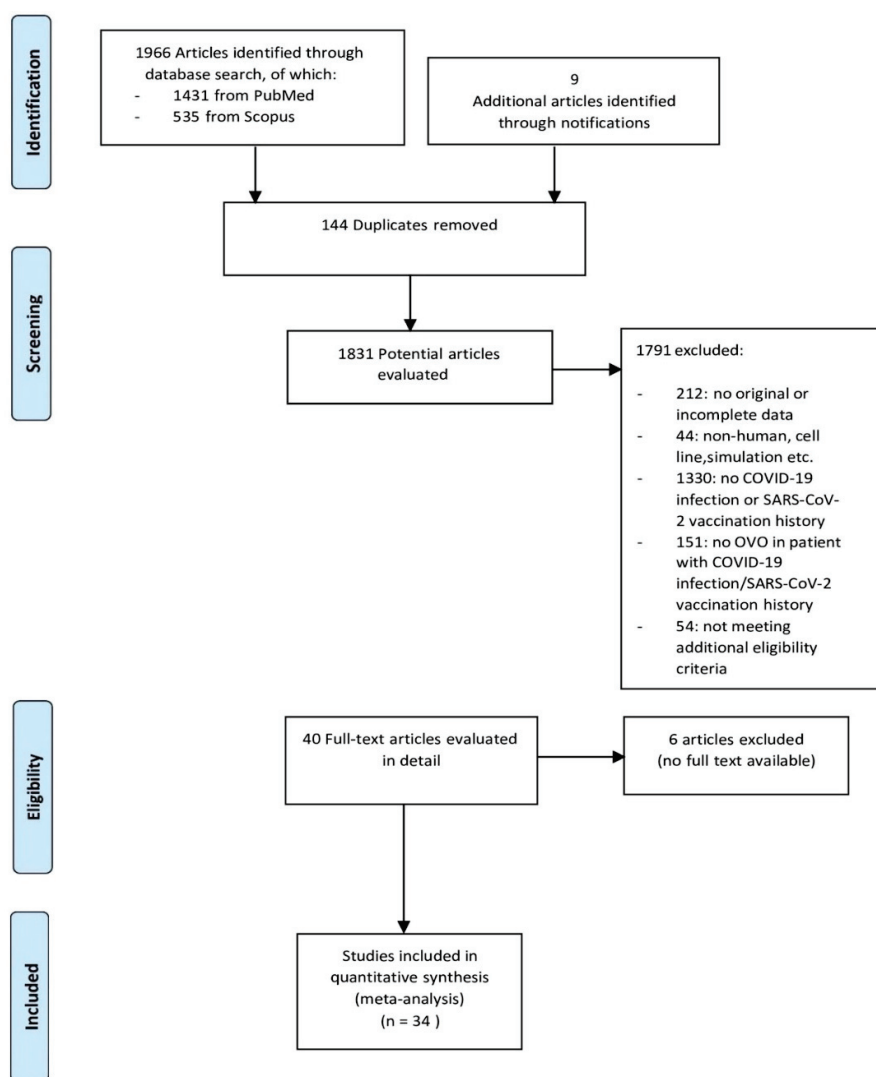 Identification
1966 Articles identified through
database search, of which:
- 1431 from PubMed
- 535 from Scopus
9
Additional articles identified
through notifications
144 Duplicates removed
Screening
1831 Potential articles
evaluated
1791 excluded:
- 212: no original or
incomplete data
- 44: non-human, cell
line,simulation etc.
- 1330: no COVID-19
infection or SARS-CoV-
2 vaccination history
- 151: no OVO in patient
with COVID-19
infection/SARS-CoV-2
vaccination history
- 54: not meeting
additional eligibility
criteria
Eligibility
40 Full-text articles evaluated
in detail
6 articles excluded
(no full text available)
Included
Studies included in
quantitative synthesis
(meta-analysis)
(n = 34 )